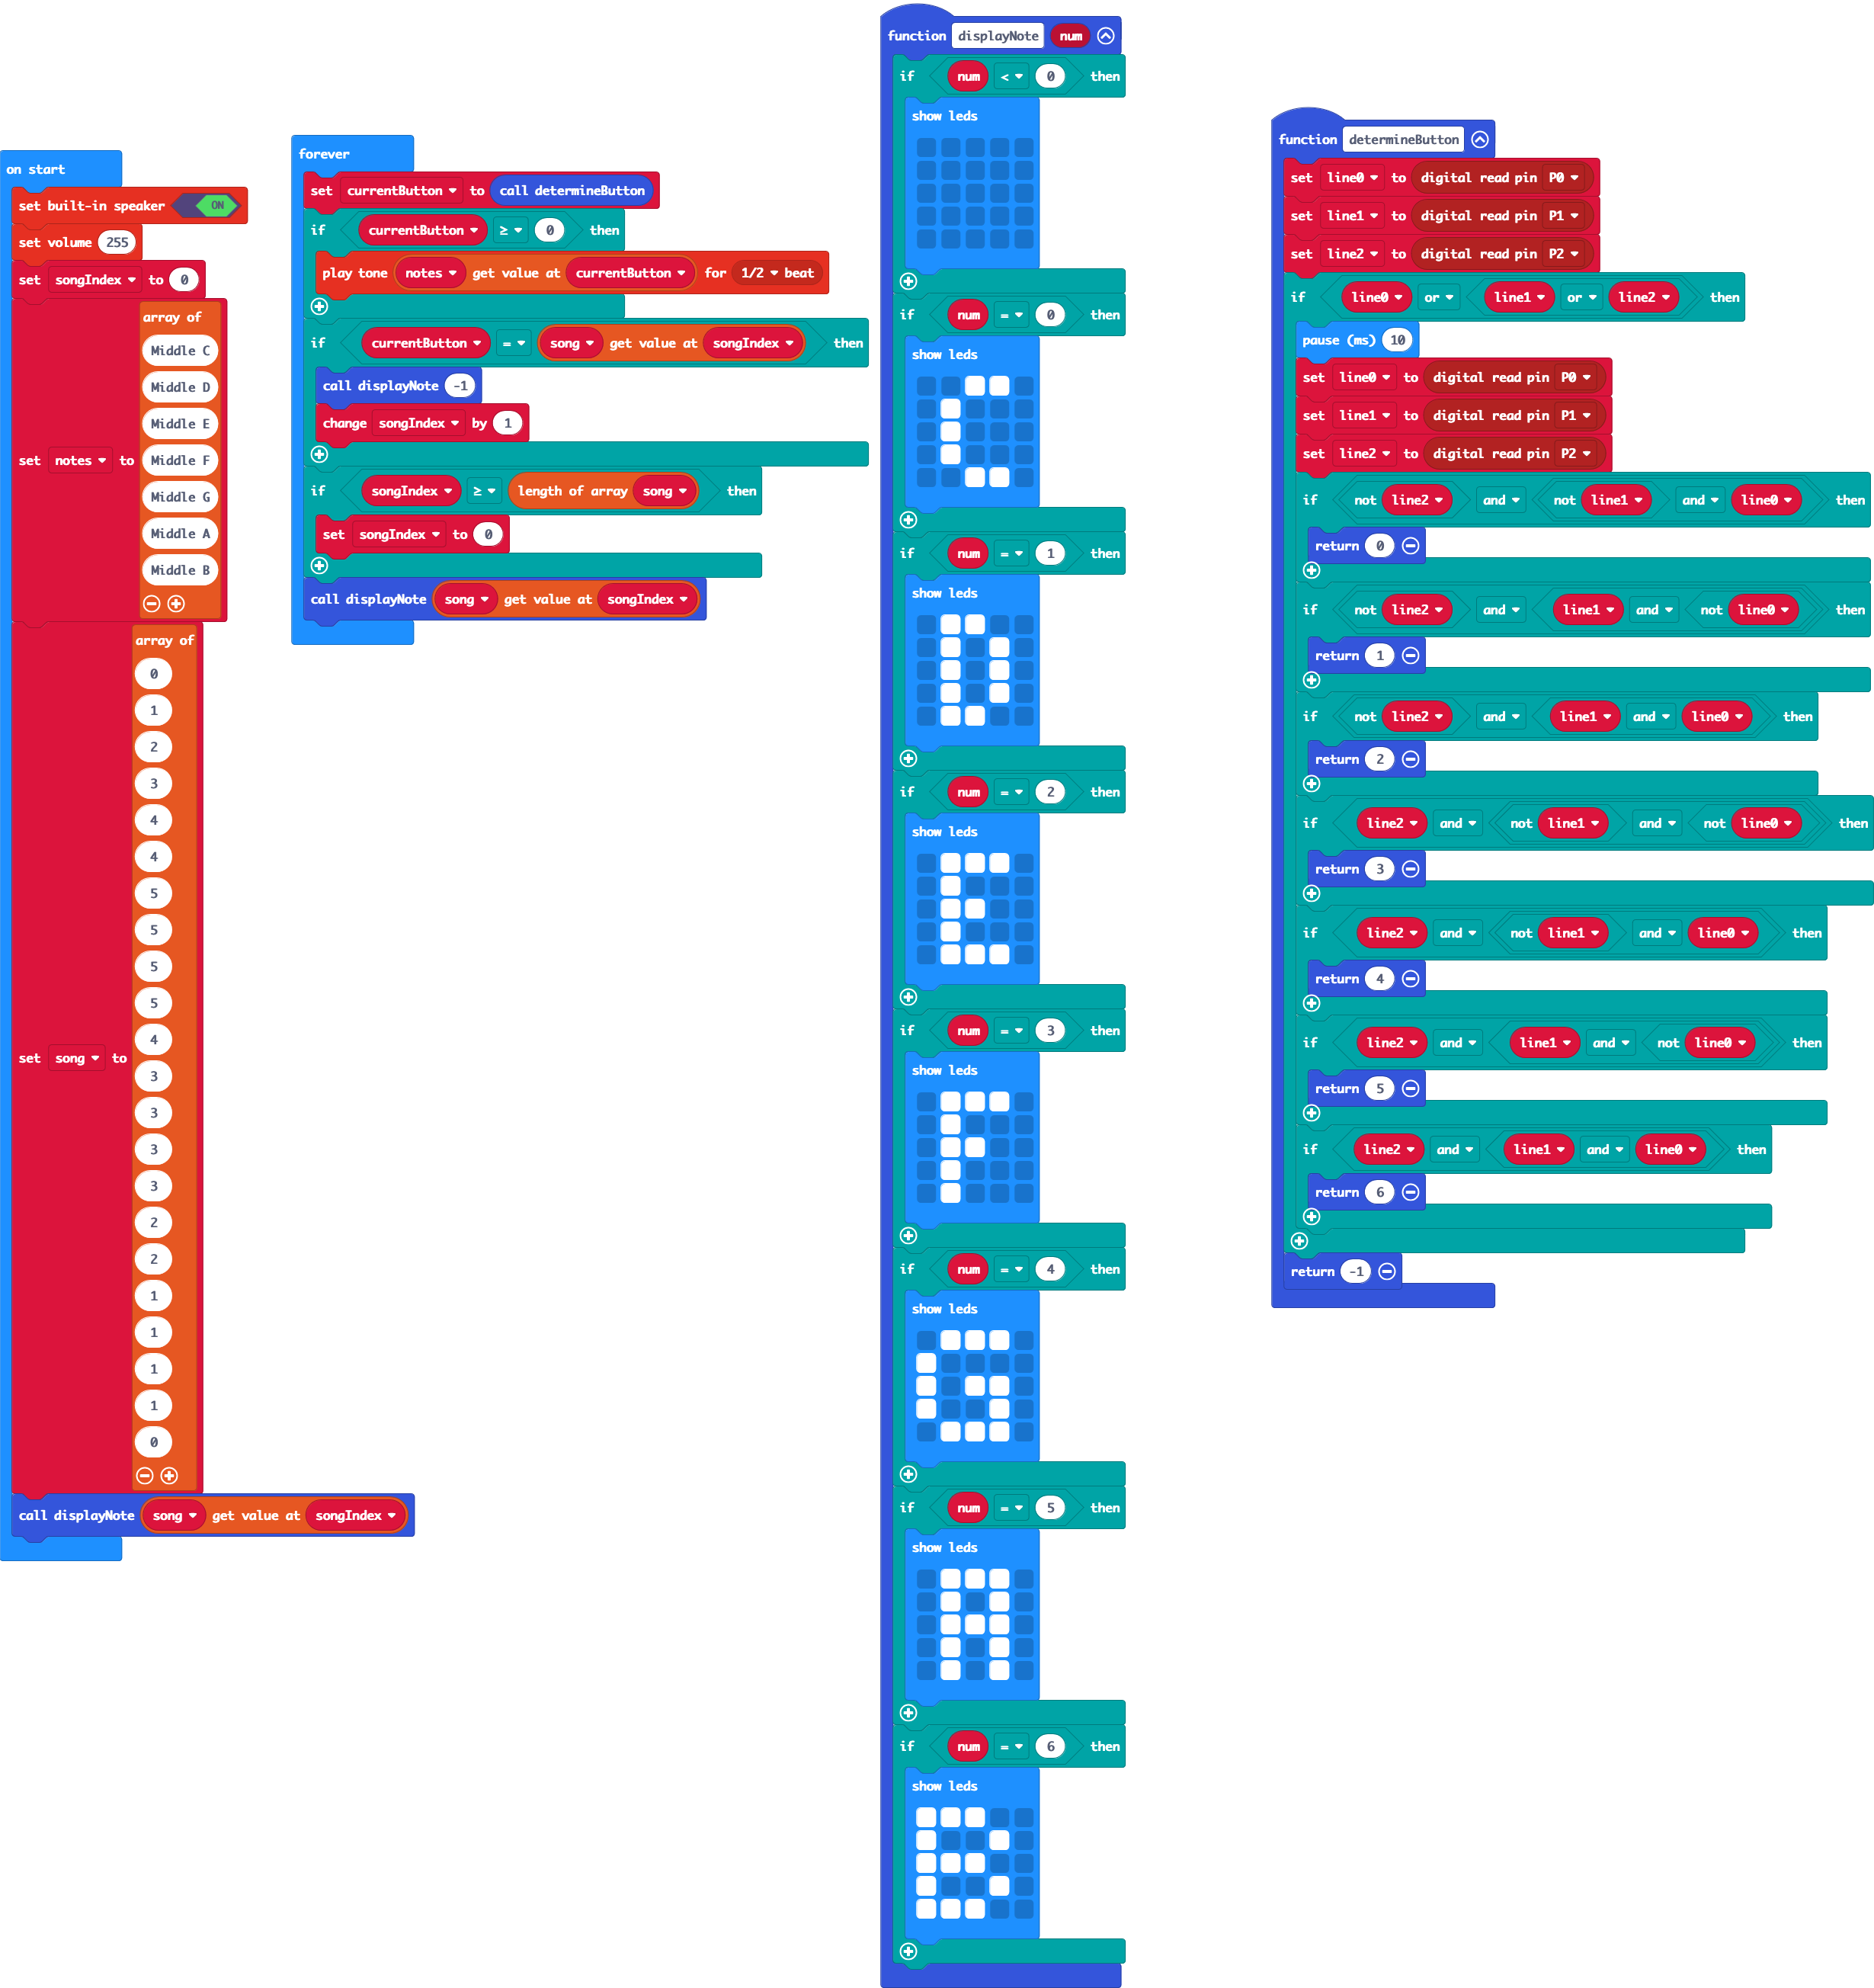 on start
set built-in speaker ON
set volume 255
set songIndex to 0
set notes to
array of
Middle C
Middle D
Middle E
Middle F
Middle G
Middle A
Middle B
set song to
array of
0
1
2
3
4
4
5
5
5
5
4
3
3
3
3
2
2
1
1
1
1
0
call displayNote song get value at songIndex
forever
set currentButton to call determineButton
if currentButton ≥ 0 then
play tone notes get value at currentButton for 1/2 beat
if currentButton = song get value at songIndex then
call displayNote -1
change songIndex by 1
if songIndex ≥ length of array song then
set songIndex to 0
call displayNote song get value at songIndex
function displayNote num
if num < 0 then
show leds
if num = 0 then
show leds
if num = 1 then
show leds
if num = 2 then
show leds
if num = 3 then
show leds
if num = 4 then
show leds
if num = 5 then
show leds
if num = 6 then
show leds
function determineButton
set line0 to digital read pin P0
set line1 to digital read pin P1
set line2 to digital read pin P2
if line0 or line1 or line2 then
pause (ms) 10
set line0 to digital read pin P0
set line1 to digital read pin P1
set line2 to digital read pin P2
if not line2 and not line1 and line0 then
return 0
if not line2 and line1 and not line0 then
return 1
if not line2 and line1 and line0 then
return 2
if line2 and not line1 and not line0 then
return 3
if line2 and not line1 and line0 then
return 4
if line2 and line1 and not line0 then
return 5
if line2 and line1 and line0 then
return 6
return -1